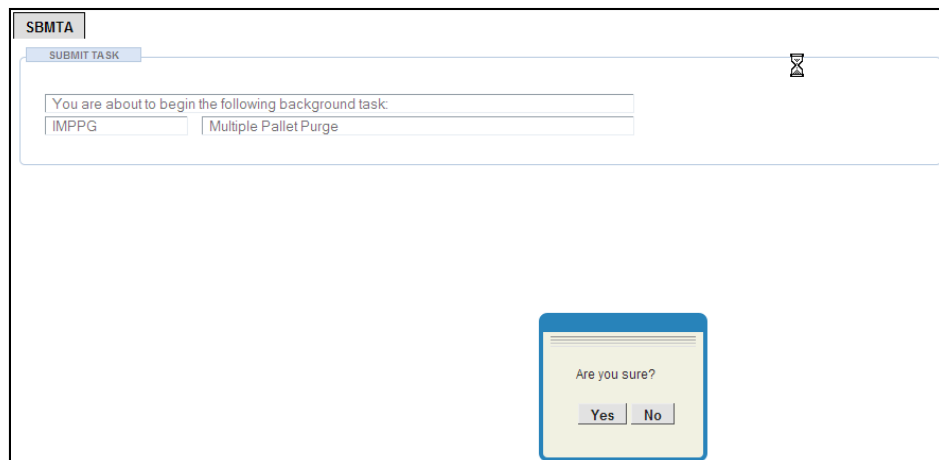 SBMTA
SUBMIT TASK
You are about to begin the following background task:
IMPPG Multiple Pallet Purge
Are you sure?
Yes No